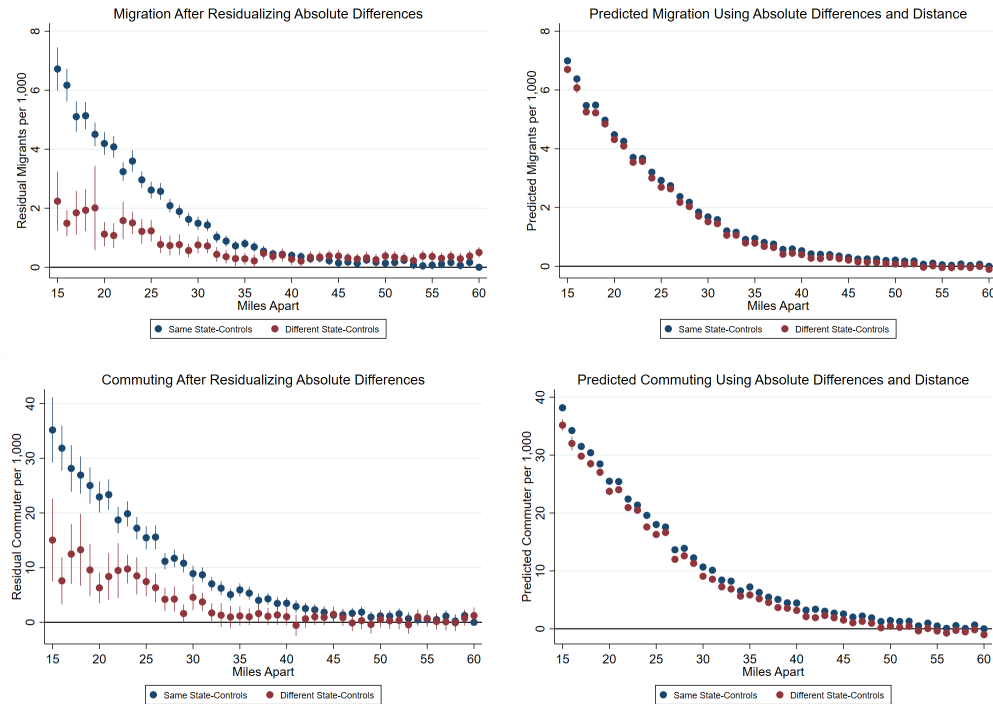 Migration After Residualizing Absolute Differences
Residual Migrants per 1,000
8
6
4
2
0
15 20 25 30 35 40 45 50 55 60
Miles Apart
Same State-Controls Different State-Controls
Predicted Migration Using Absolute Differences and Distance
Predicted Migrants per 1,000
8
6
4
2
0
15 20 25 30 35 40 45 50 55 60
Miles Apart
Same State-Controls Different State-Controls
Commuting After Residualizing Absolute Differences
Residual Commuter per 1,000
40
30
20
10
0
15 20 25 30 35 40 45 50 55 60
Miles Apart
Same State-Controls Different State-Controls
Predicted Commuting Using Absolute Differences and Distance
Predicted Commuter per 1,000
40
30
20
10
0
15 20 25 30 35 40 45 50 55 60
Miles Apart
Same State-Controls Different State-Controls